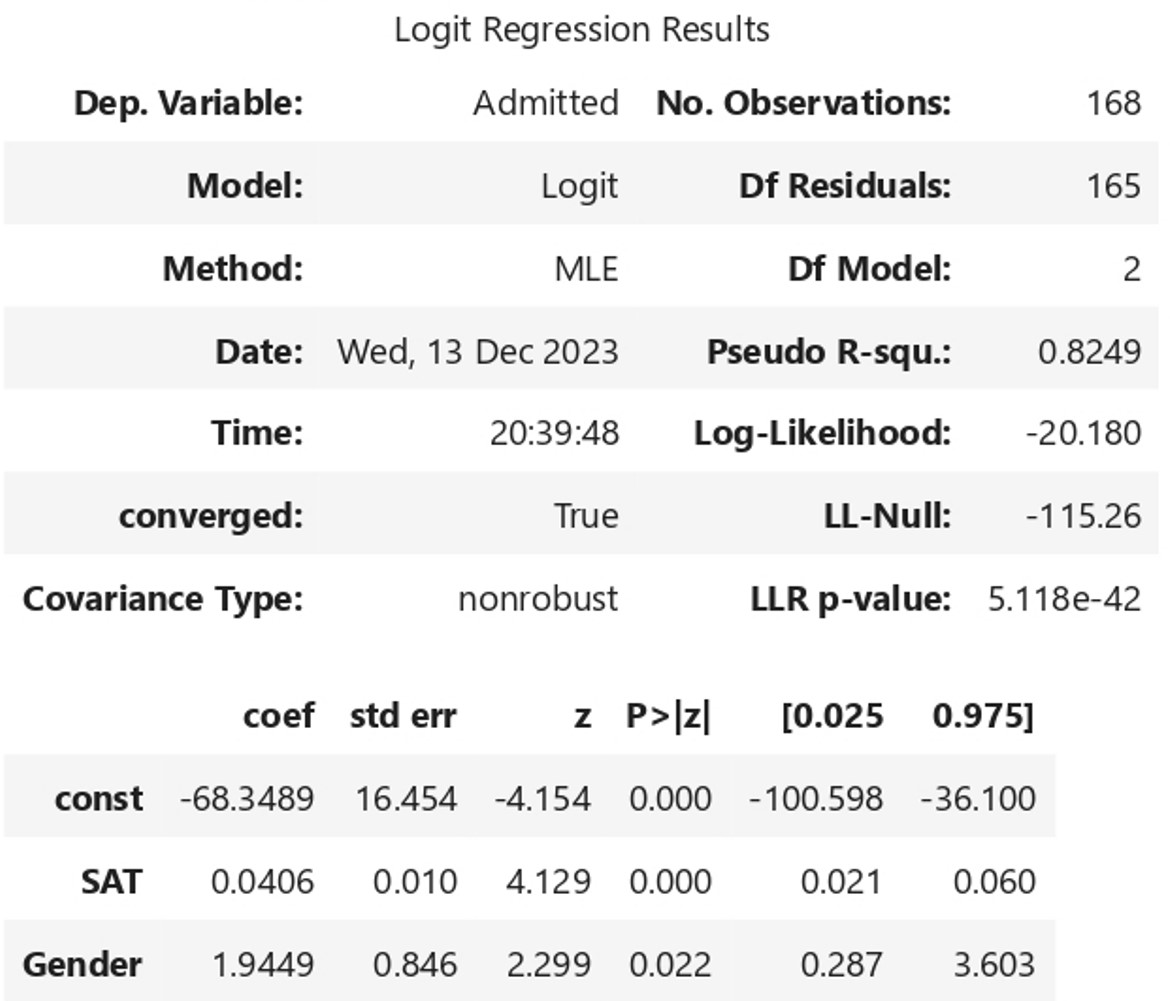 Logit Regression Results
Dep. Variable: Admitted No. Observations: 168
Model: Logit Df Residuals: 165
Method: MLE Df Model: 2
Date: Wed, 13 Dec 2023 Pseudo R-squ.: 0.8249
Time: 20:39:48 Log-Likelihood: -20.180
converged: True LL-Null: -115.26
Covariance Type: nonrobust LLR p-value: 5.118e-42
coef std err z P>|z| [0.025 0.975]
const -68.3489 16.454 -4.154 0.000 -100.598 -36.100
SAT 0.0406 0.010 4.129 0.000 0.021 0.060
Gender 1.9449 0.846 2.299 0.022 0.287 3.603